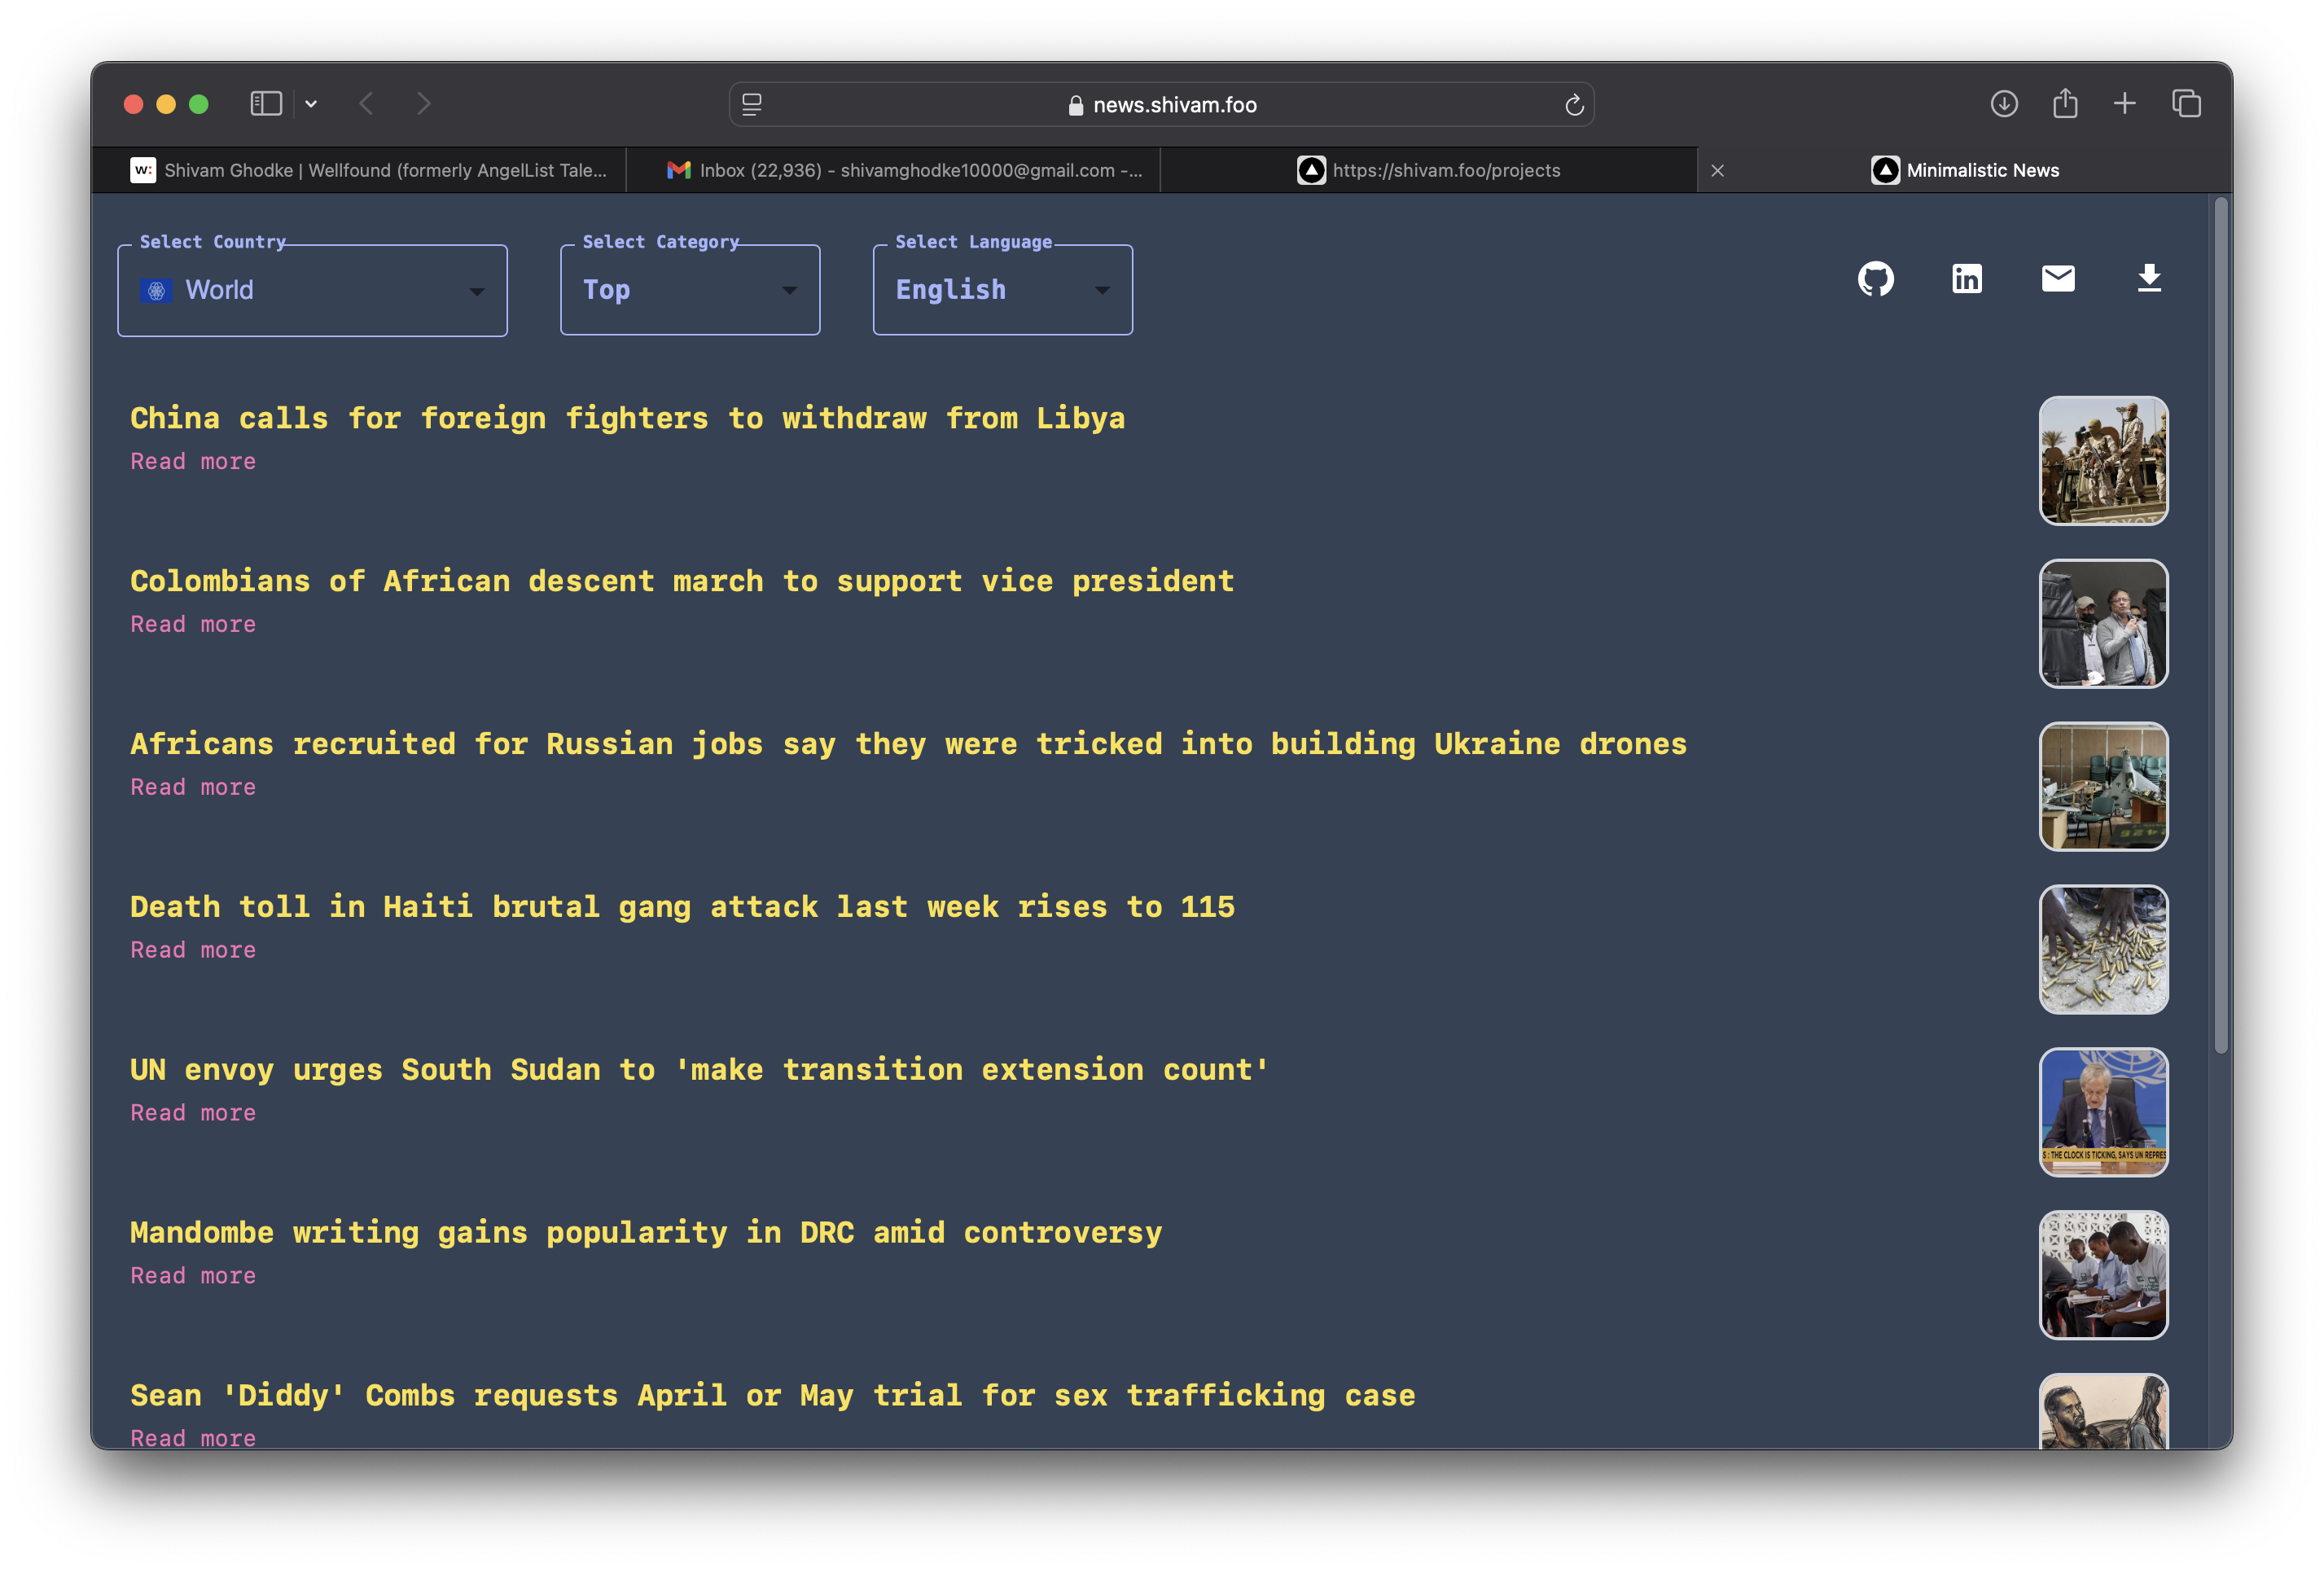 news.shivam.foo
w: Shivam Ghodke | Wellfound (formerly AngelList Tale...
Inbox (22,936) - shivamghodke10000@gmail.com -...
https://shivam.foo/projects
Minimalistic News
Select Country
World
Select Category
Top
Select Language
English
in
China calls for foreign fighters to withdraw from Libya
Read more
TOYOT
Colombians of African descent march to support vice president
Read more
Africans recruited for Russian jobs say they were tricked into building Ukraine drones
Read more
Death toll in Haiti brutal gang attack last week rises to 115
Read more
UN envoy urges South Sudan to 'make transition extension count'
Read more
S : THE CLOCK IS TICKING, SAYS UN REPRES
Mandombe writing gains popularity in DRC amid controversy
Read more
Sean 'Diddy' Combs requests April or May trial for sex trafficking case
Read more